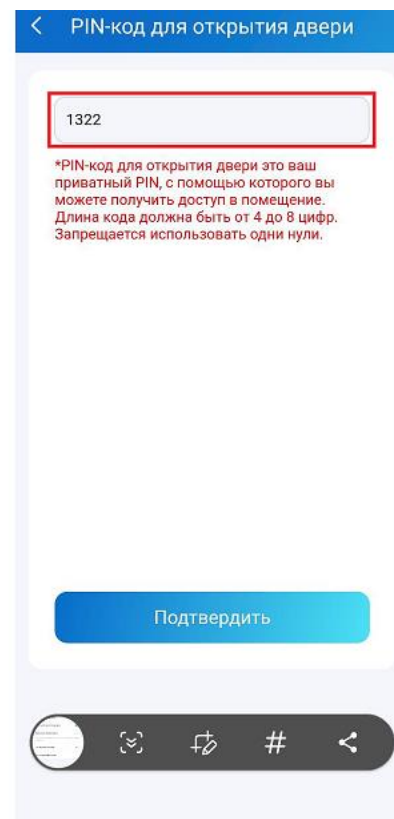 PIN-код для открытия двери
1322
*PIN-код для открытия двери это ваш
приватный PIN, с помощью которого вы
можете получить доступ в помещение.
Длина кода должна быть от 4 до 8 цифр.
Запрещается использовать одни нули.
Подтвердить